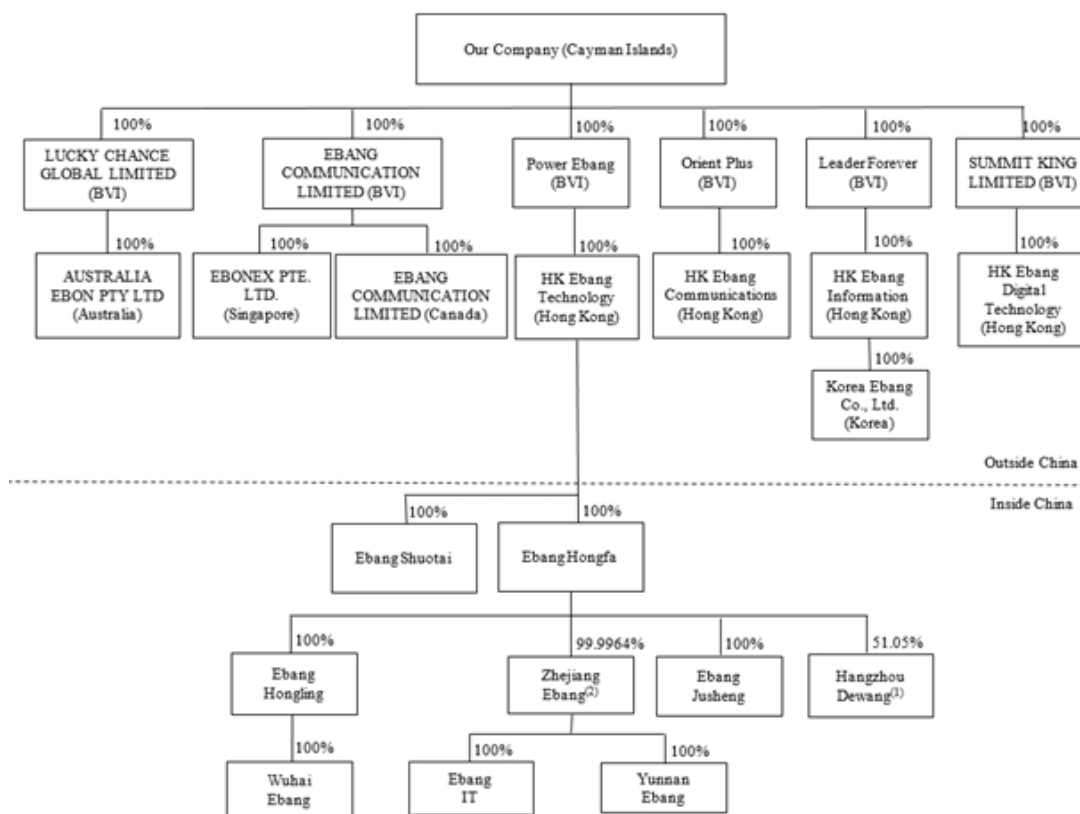 Our Company (Cayman Islands)
100%
100%
100%
100%
100%
100%
LUCKY CHANCE
GLOBAL LIMITED
(BVI)
EBANG
COMMUNICATION
LIMITED (BVI)
Power Ebang
(BVI)
Orient Plus
(BVI)
Leader Forever
(BVI)
SUMMIT KING
LIMITED (BVI)
100%
100%
100%
100%
100%
100%
100%
AUSTRALIA
EBON PTY LTD
(Australia)
EBONEX PTE.
LTD.
(Singapore)
EBANG
COMMUNICATION
LIMITED (Canada)
HK Ebang
Technology
(Hong Kong)
HK Ebang
Communications
(Hong Kong)
HK Ebang
Information
(Hong Kong)
HK Ebang
Digital
Technology
(Hong Kong)
100%
Korea Ebang
Co., Ltd.
(Korea)
Outside China
Inside China
100%
100%
Ebang Shuotai
Ebang Hongfa
100%
99.9964%
100%
51.05%
Ebang
Hongling
Zhejiang
Ebang(2)
Ebang
Jusheng
Hangzhou
Dewang(1)
100%
100%
100%
Wuhai
Ebang
Ebang
IT
Yunnan
Ebang